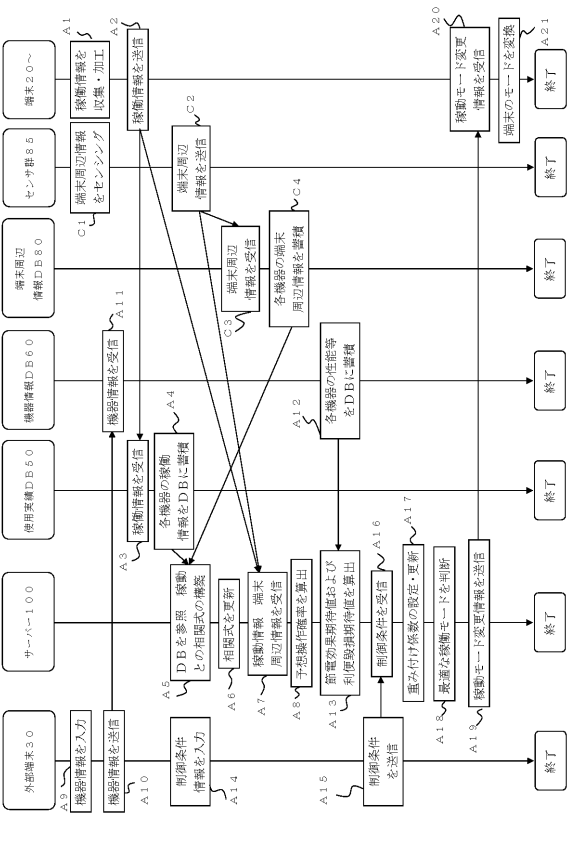 端末20～
A1
稼働情報を
収集・加工
A2
稼働情報を送信
A20
稼動モード変更
情報を受信
A21
端末のモードを変換
終了
センサ群85
C1
端末周辺情報
をセンシング
C2
端末周辺
情報を送信
終了
端末周辺
情報DB80
C3
端末周辺
情報を受信
C4
各機器の端末
周辺情報を蓄積
終了
機器情報DB60
A11
機器情報を受信
A12
各機器の性能等
をDBに蓄積
終了
使用実績DB50
A3
稼働情報を受信
A4
各機器の稼働
情報をDBに蓄積
終了
サーバー100
A5
DBを参照 稼動
との相関式の構築
A6
相関式を更新
A7
稼動情報 端末
周辺情報を受信
A8
予想操作確率を算出
A13
節電効果期待値および
利便毀損期待値を算出
A16
制御条件を受信
A17
重み付け係数の設定・更新
A18
最適な稼働モードを判断
A19
稼動モード変更情報を送信
終了
外部端末30
A9
機器情報を入力
A10
機器情報を送信
A14
制御条件
情報を入力
A15
制御条件
を送信
終了